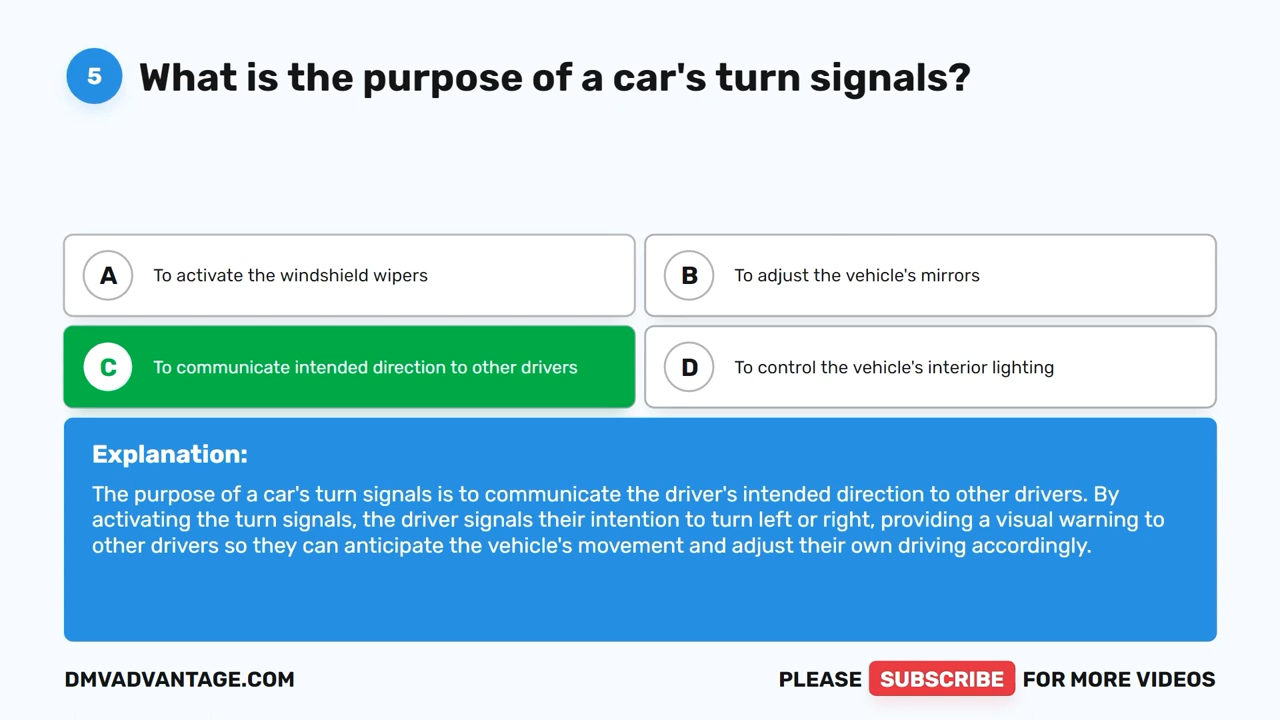 5 What is the purpose of a car's turn signals?
A To activate the windshield wipers
B To adjust the vehicle's mirrors
C To communicate intended direction to other drivers
D To control the vehicle's interior lighting
Explanation:
The purpose of a car's turn signals is to communicate the driver's intended direction to other drivers. By
activating the turn signals, the driver signals their intention to turn left or right, providing a visual warning to
other drivers so they can anticipate the vehicle's movement and adjust their own driving accordingly.
DMVADVANTAGE.COM
PLEASE SUBSCRIBE FOR MORE VIDEOS